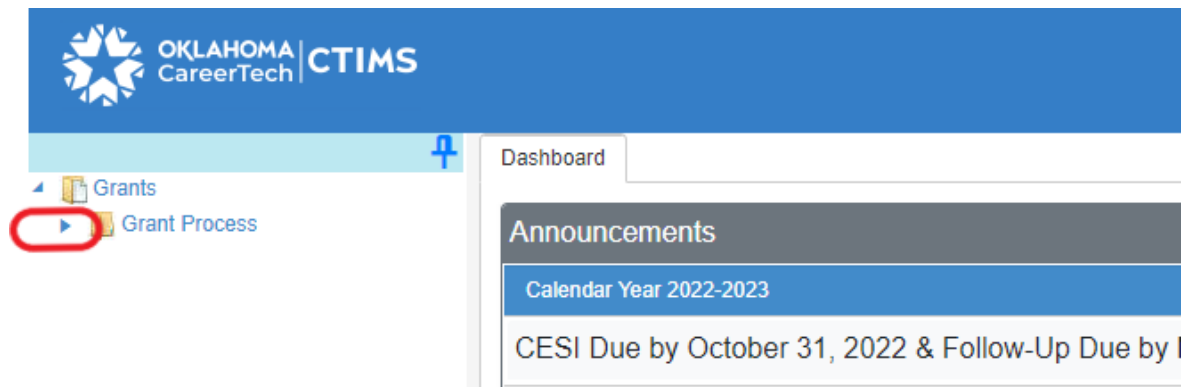 OKLAHOMA
CareerTech
CTIMS
Dashboard
Grants
Grant Process
Announcements
Calendar Year 2022-2023
CESI Due by October 31, 2022 & Follow-Up Due by